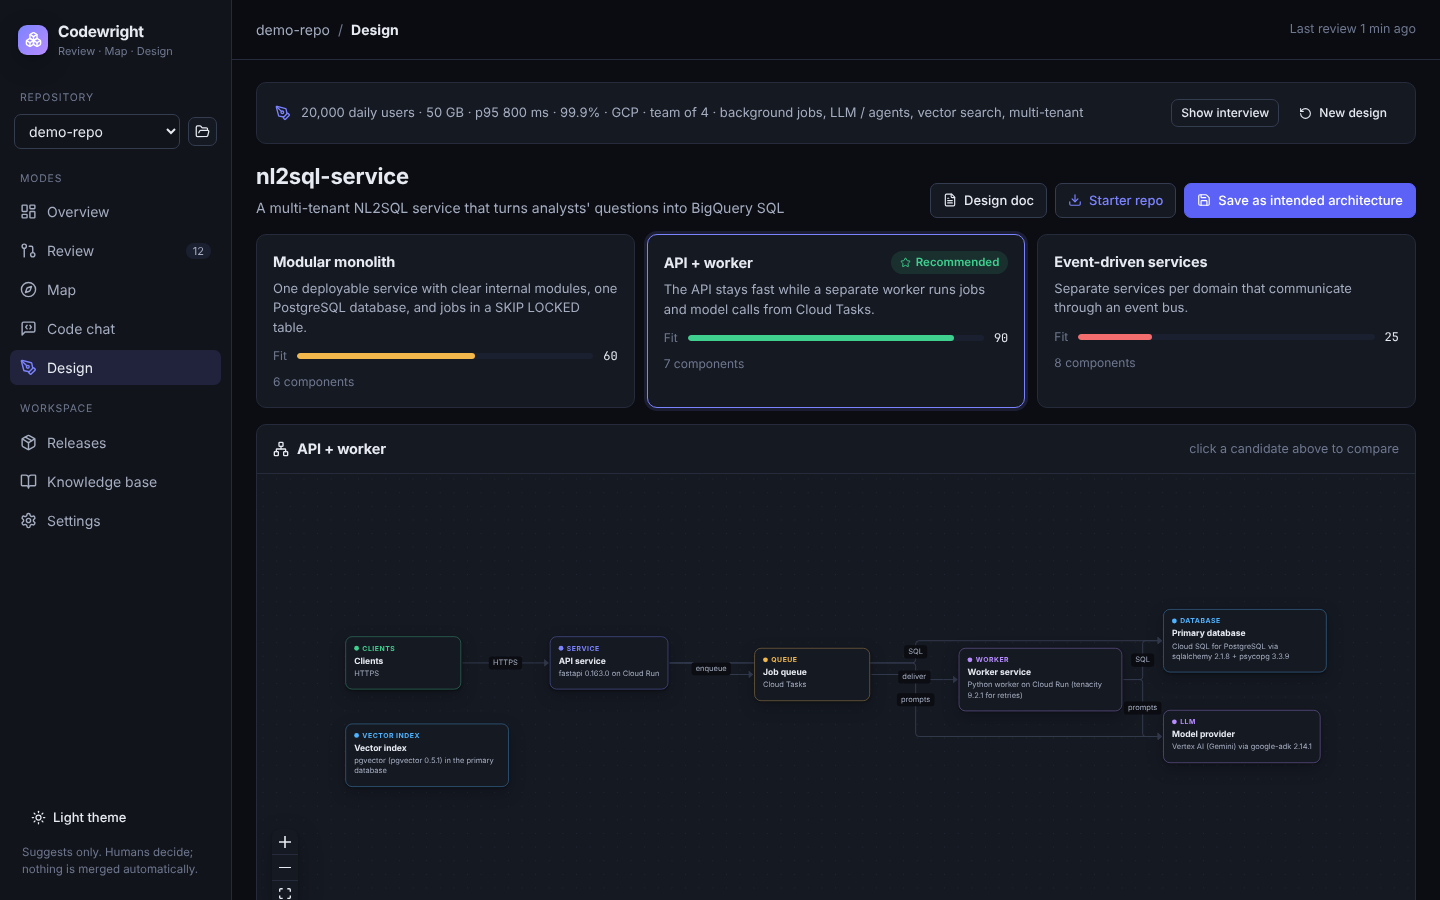 Codewright
Review · Map · Design
REPOSITORY
demo-repo
MODES
Overview
Review
12
Map
Code chat
Design
WORKSPACE
Releases
Knowledge base
Settings
Light theme
Suggests only. Humans decide;
nothing is merged automatically.
demo-repo / Design
Last review 1 min ago
20,000 daily users · 50 GB · p95 800 ms · 99.9% · GCP · team of 4 · background jobs, LLM / agents, vector search, multi-tenant
Show interview
New design
nl2sql-service
A multi-tenant NL2SQL service that turns analysts' questions into BigQuery SQL
Design doc
Starter repo
Save as intended architecture
Modular monolith
One deployable service with clear internal modules, one
PostgreSQL database, and jobs in a SKIP LOCKED
table.
Fit
60
6 components
API + worker
Recommended
The API stays fast while a separate worker runs jobs
and model calls from Cloud Tasks.
Fit
90
7 components
Event-driven services
Separate services per domain that communicate
through an event bus.
Fit
25
8 components
API + worker
click a candidate above to compare
CLIENTS
Clients
HTTPS
HTTPS
SERVICE
API service
fastapi 0.163.0 on Cloud Run
enqueue
QUEUE
Job queue
Cloud Tasks
SQL
deliver
prompts
WORKER
Worker service
Python worker on Cloud Run (tenacity
9.2.1 for retries)
SQL
prompts
DATABASE
Primary database
Cloud SQL for PostgreSQL via
sqlalchemy 2.1.8 + psycopg 3.3.9
LLM
Model provider
Vertex AI (Gemini) via google-adk 2.14.1
VECTOR INDEX
Vector index
pgvector (pgvector 0.5.1) in the primary
database